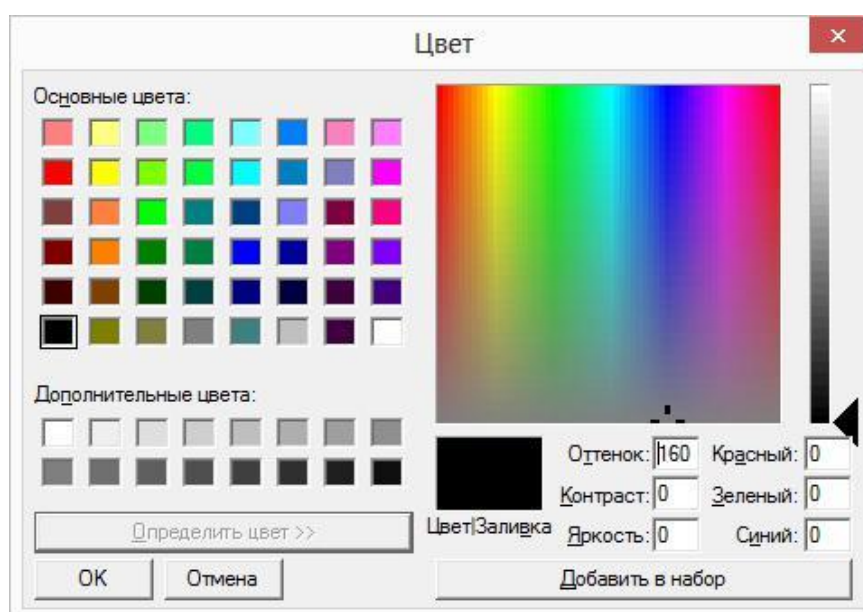 Цвет
Основные цвета:
Дополнительные цвета:
Определить цвет >>
OK
Отмена
Цвет|Заливка
Оттенок: 160
Контраст: 0
Яркость: 0
Красный: 0
Зеленый: 0
Синий: 0
Добавить в набор